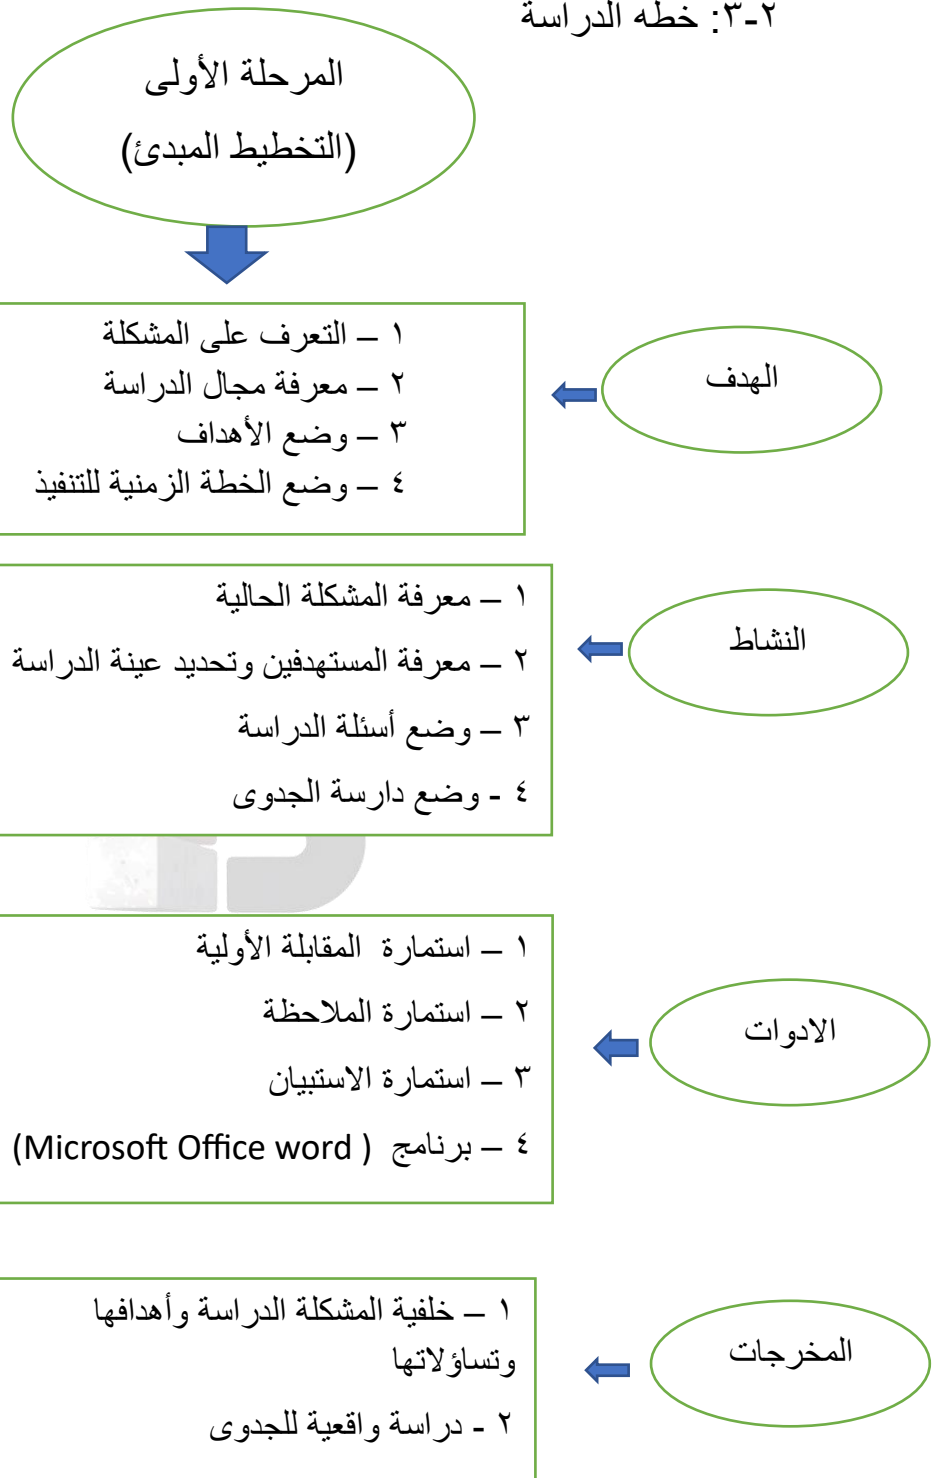 ٢-٣: خطه الدراسة
المرحلة الأولى
(التخطيط المبدئ)
الهدف
١ – التعرف على المشكلة
٢ – معرفة مجال الدراسة
٣ – وضع الأهداف
٤ – وضع الخطة الزمنية للتنفيذ
النشاط
١ – معرفة المشكلة الحالية
٢ – معرفة المستهدفين وتحديد عينة الدراسة
٣ – وضع أسئلة الدراسة
٤ - وضع دارسة الجدوى
الادوات
١ – استمارة المقابلة الأولية
٢ – استمارة الملاحظة
٣ – استمارة الاستبيان
٤ – برنامج ( Microsoft Office word)
المخرجات
١ – خلفية المشكلة الدراسة وأهدافها
وتساؤلاتها
٢ - دراسة واقعية للجدوى